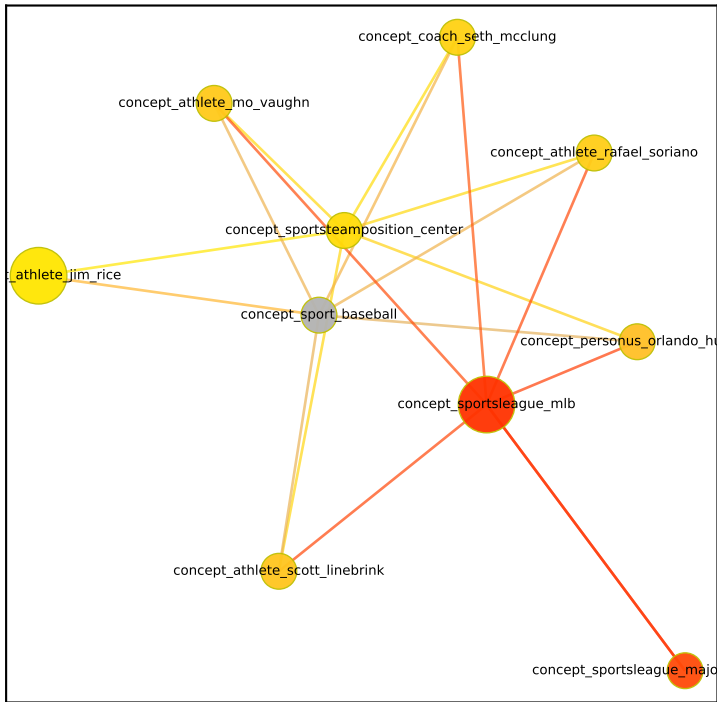 concept_coach_seth_mcclung
concept_athlete_mo_vaughn
concept_athlete_rafael_soriano
concept_sportsteamposition_center
_athlete_jim_rice
concept_sport_baseball
concept_personus_orlando_hu
concept_sportsleague_mlb
concept_athlete_scott_linebrink
concept_sportsleague_majo